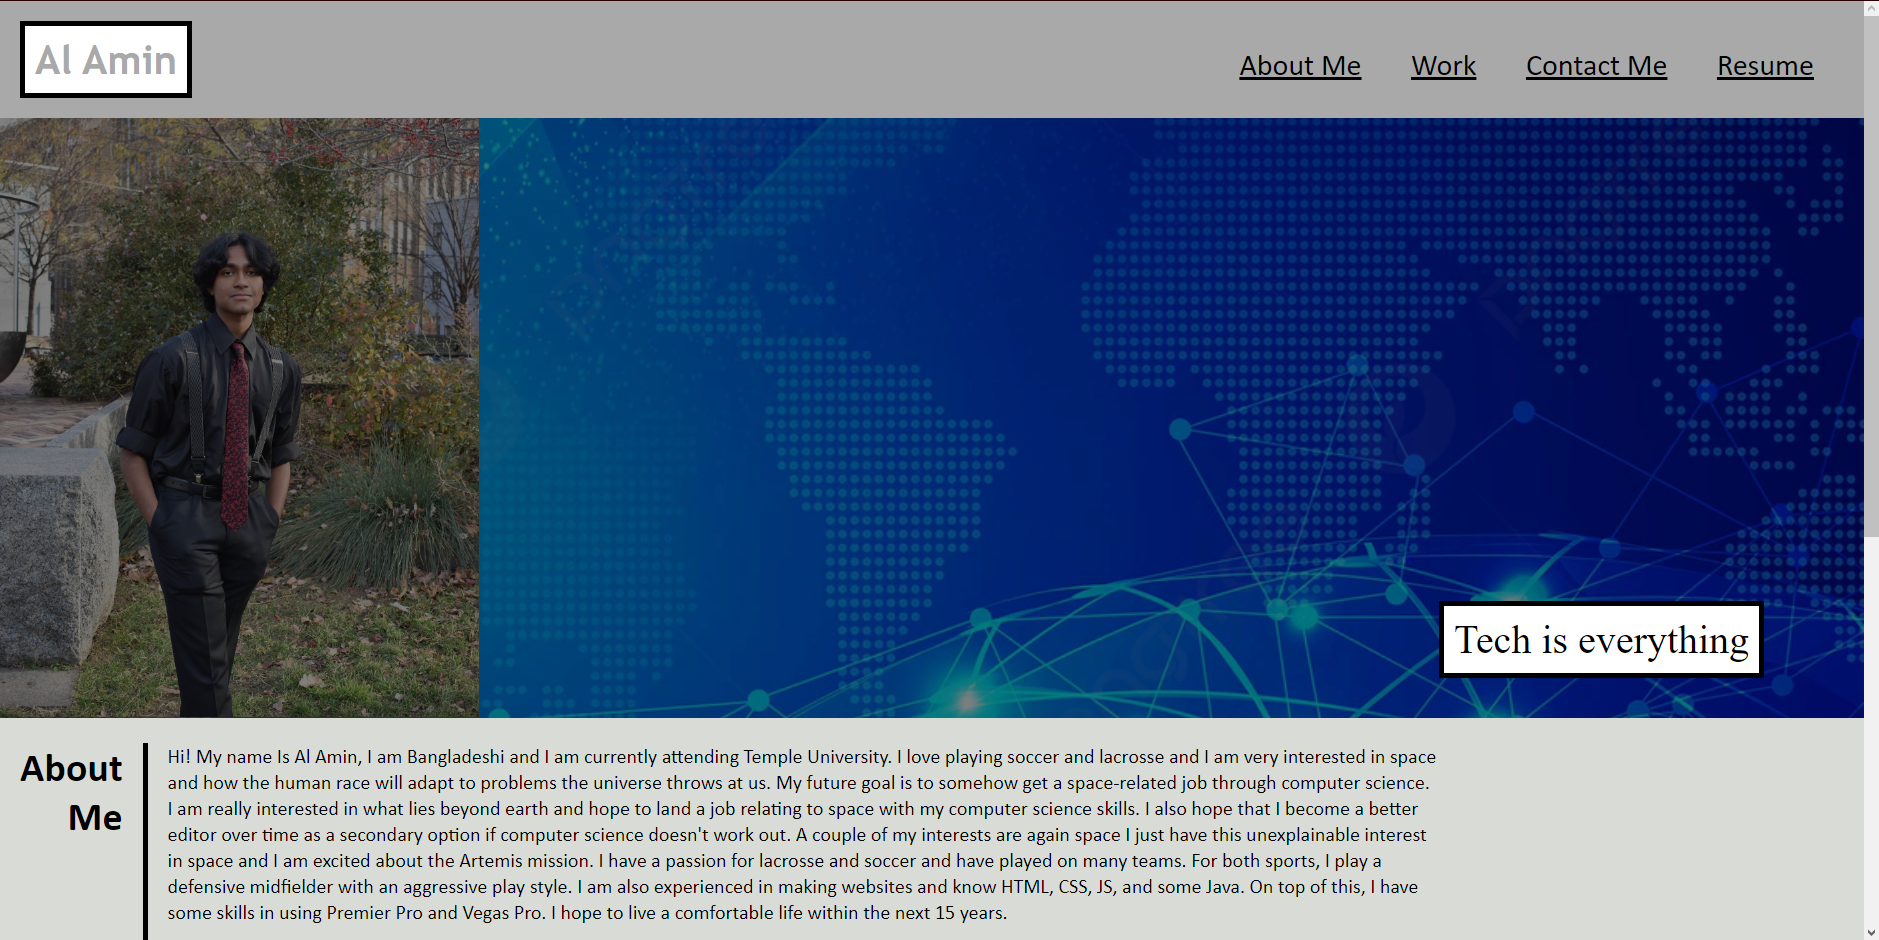 Al Amin
About Me Work Contact Me Resume
Tech is everything
About
Me
Hi! My name Is Al Amin, I am Bangladeshi and I am currently attending Temple University. I love playing soccer and lacrosse and I am very interested in space
and how the human race will adapt to problems the universe throws at us. My future goal is to somehow get a space-related job through computer science.
I am really interested in what lies beyond earth and hope to land a job relating to space with my computer science skills. I also hope that I become a better
editor over time as a secondary option if computer science doesn't work out. A couple of my interests are again space I just have this unexplainable interest
in space and I am excited about the Artemis mission. I have a passion for lacrosse and soccer and have played on many teams. For both sports, I play a
defensive midfielder with an aggressive play style. I am also experienced in making websites and know HTML, CSS, JS, and some Java. On top of this, I have
some skills in using Premier Pro and Vegas Pro. I hope to live a comfortable life within the next 15 years.